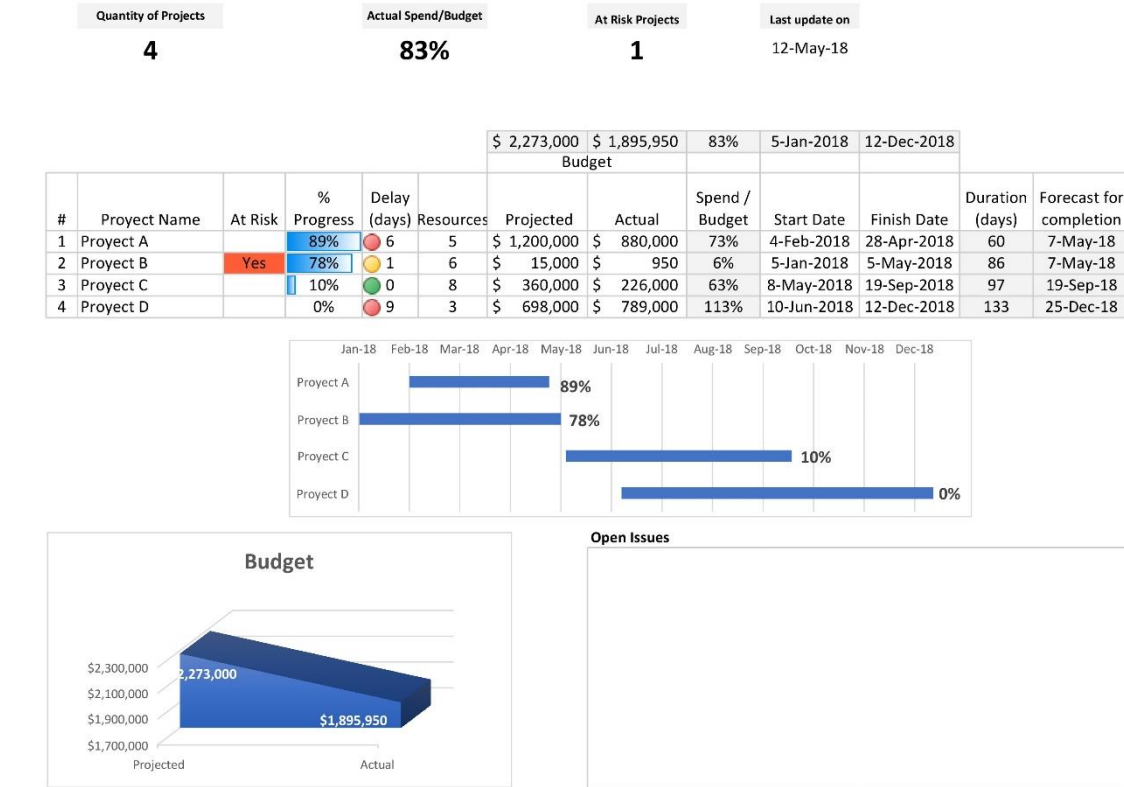 Quantity of Projects Actual Spend/Budget At Risk Projects Last update on
4 83% 1 12-May-18
$ 2,273,000 $ 1,895,950 83% 5-Jan-2018 12-Dec-2018
Budget
% Delay Spend / Duration Forecast for
# Proyect Name At Risk Progress (days) Resources Projected Actual Budget Start Date Finish Date (days) completion
1 Proyect A 89% 6 5 $ 1,200,000 $ 880,000 73% 4-Feb-2018 28-Apr-2018 60 7-May-18
2 Proyect B Yes 78% 1 6 $ 15,000 $ 950 6% 5-Jan-2018 5-May-2018 86 7-May-18
3 Proyect C 10% 0 8 $ 360,000 $ 226,000 63% 8-May-2018 19-Sep-2018 97 19-Sep-18
4 Proyect D 0% 9 3 $ 698,000 $ 789,000 113% 10-Jun-2018 12-Dec-2018 133 25-Dec-18
Jan-18 Feb-18 Mar-18 Apr-18 May-18 Jun-18 Jul-18 Aug-18 Sep-18 Oct-18 Nov-18 Dec-18
Proyect A 89%
Proyect B 78%
Proyect C 10%
Proyect D 0%
Open Issues
Budget
$2,300,000
2,273,000
$2,100,000
$1,900,000 $1,895,950
$1,700,000
Projected Actual